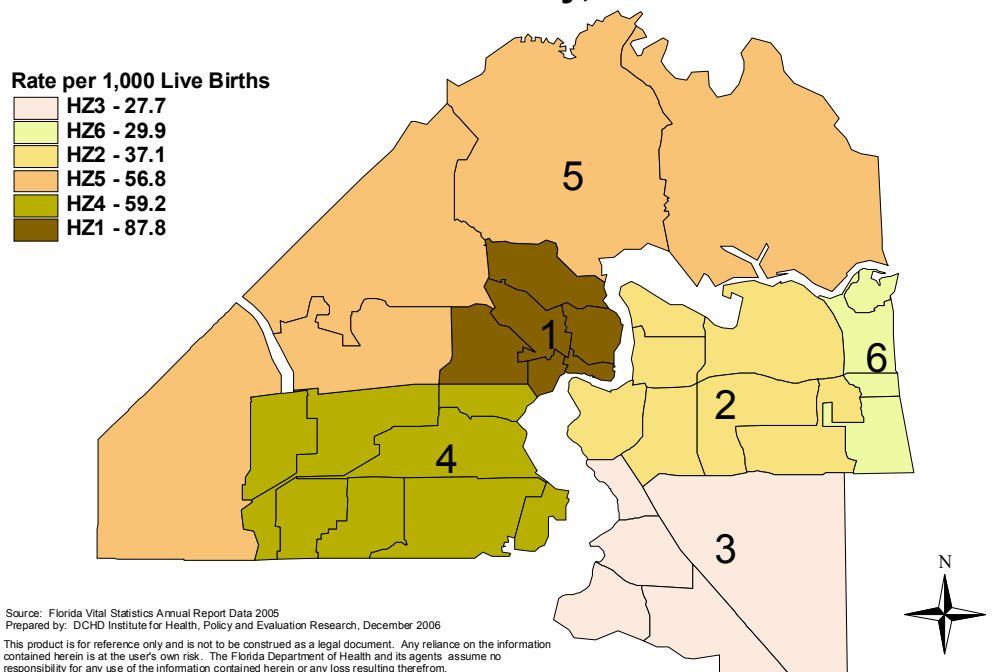 Rate per 1,000 Live Births
HZ3 - 27.7
HZ6 - 29.9
HZ2 - 37.1
HZ5 - 56.8
HZ4 - 59.2
HZ1 - 87.8
5
1
6
2
4
3
N
Source: Florida Vital Statistics Annual Report Data 2005
Prepared by: DCHD Institute for Health, Policy and Evaluation Research, December 2006
This product is for reference only and is not to be construed as a legal document. Any reliance on the information
contained herein is at the user's own risk. The Florida Department of Health and its agents assume no
responsibility for any use of the information contained herein or any loss resulting therefrom.